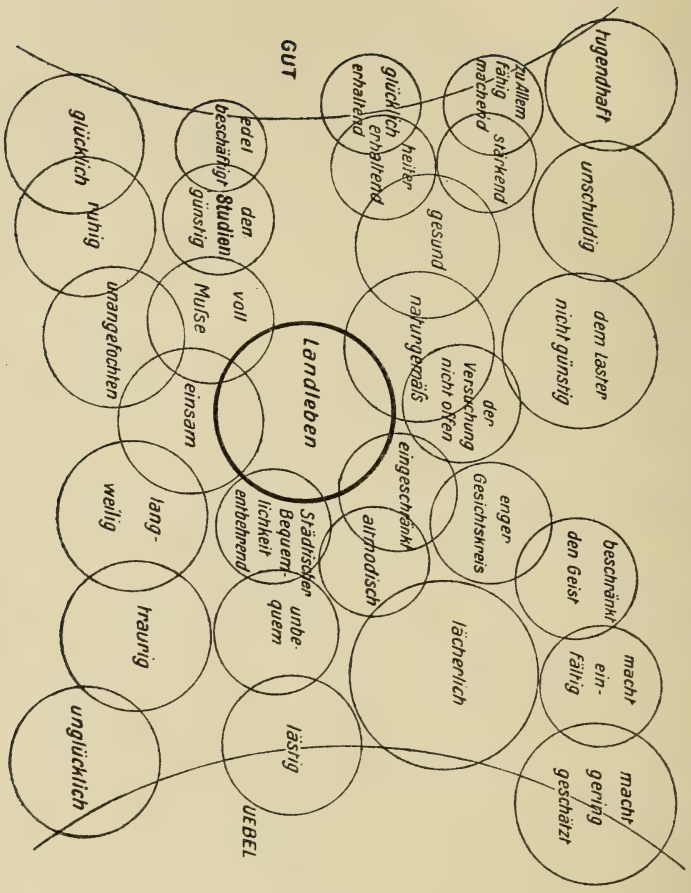 tugendhaft
unschuldig
dem laster
nicht günstig
beschränkt
den Geist
macht
ein-
fältig
macht
gering
geschätzt
zu Allem
fähig
machend
stärkend
der
Versuchung
nicht offen
enger
Gesichtskreis
glücklich
erhaltend
heiter
erhaltend
gesund
naturgemäſs
eingeschränkt
altmodisch
lächerlich
GUT
Landleben
Städtischer
Bequem-
lichkeit
entbehrend
unbe-
quem
lästig
UEBEL
edel
beschäftigt
den
Studien
günstig
voll
Muſse
einsam
glücklich
ruhig
unangefochten
lang-
weilig
traurig
unglücklich